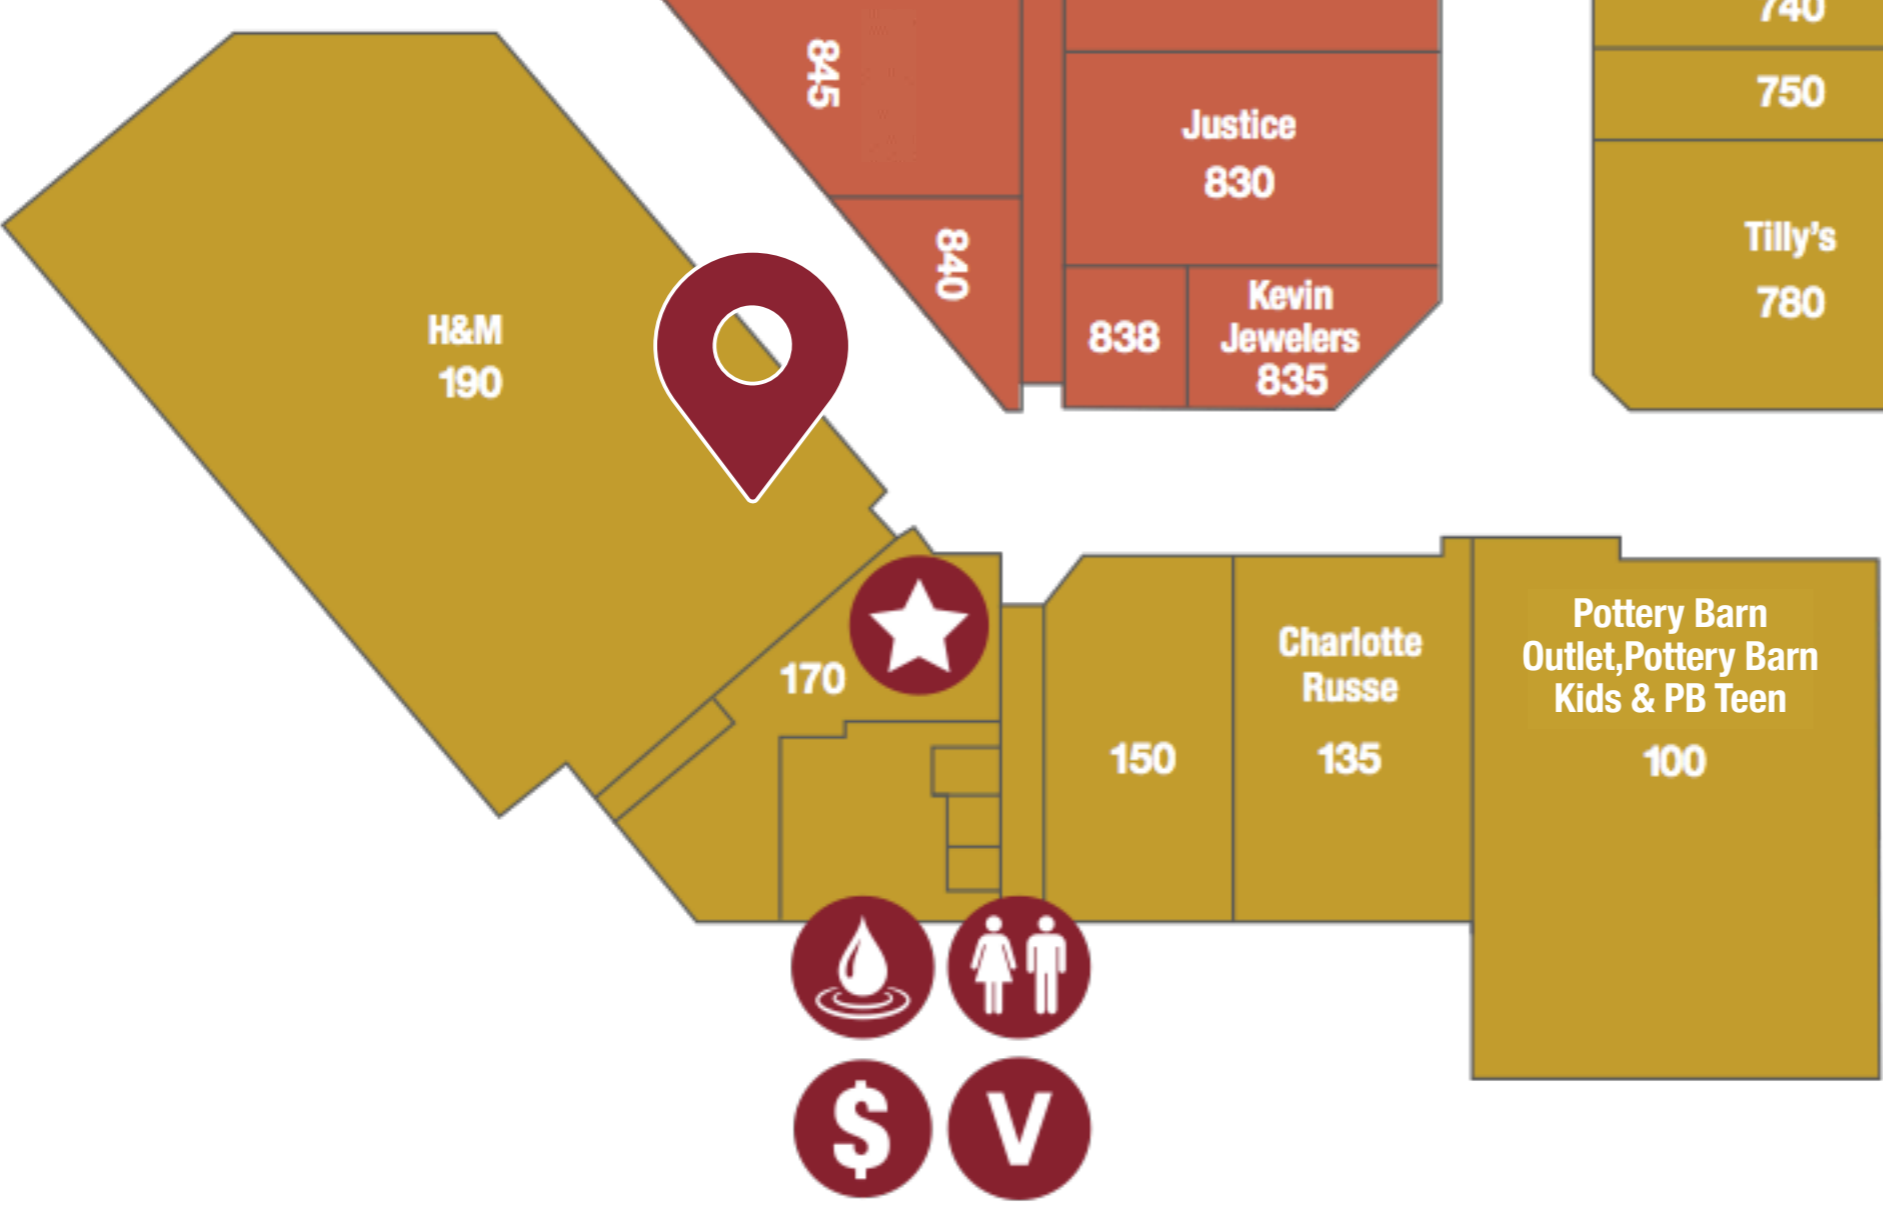 740
845
750
Justice
830
Tilly's
780
840
H&M
190
Kevin
Jewelers
835
838
Pottery Barn
Outlet,Pottery Barn
Kids & PB Teen
100
Charlotte
Russe
135
170
150
$
V